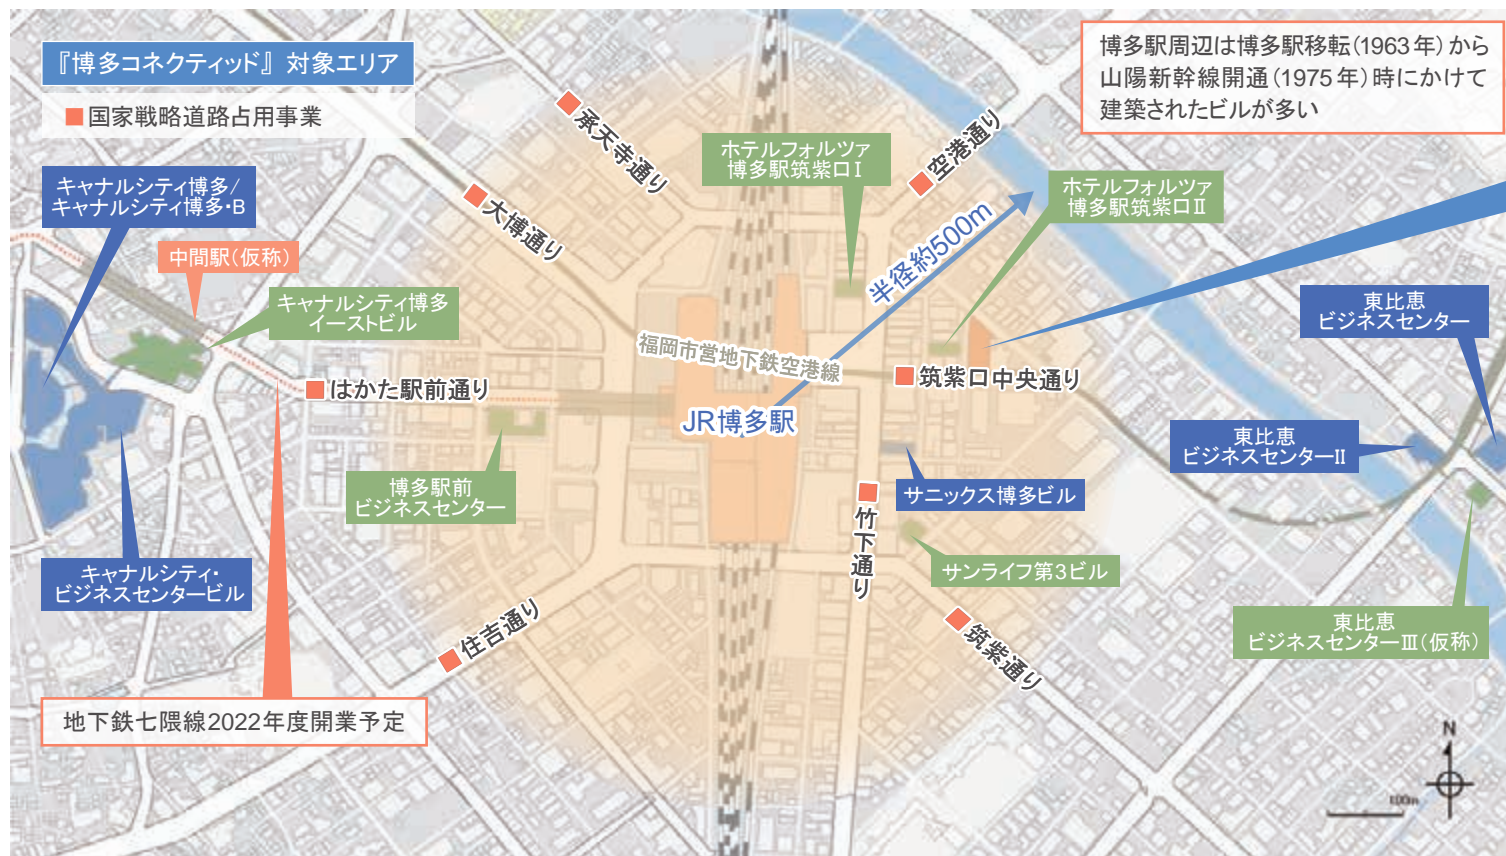 『博多コネクティッド』対象エリア
■国家戦略道路占用事業
博多駅周辺は博多駅移転(1963年)から
山陽新幹線開通(1975年)時にかけて
建築されたビルが多い
承天寺通り
空港通り
ホテルフォルツァ
博多駅筑紫口Ⅰ
キャナルシティ博多/
キャナルシティ博多・B
大博通り
ホテルフォルツァ
博多駅筑紫口Ⅱ
中間駅(仮称)
半径約500m
キャナルシティ博多
イーストビル
東比恵
ビジネスセンター
福岡市営地下鉄空港線
はかた駅前通り
筑紫口中央通り
JR博多駅
東比恵
ビジネスセンターII
博多駅前
ビジネスセンター
サニックス博多ビル
竹下通り
キャナルシティ・
ビジネスセンタービル
サンライフ第3ビル
住吉通り
筑紫通り
東比恵
ビジネスセンターⅢ(仮称)
地下鉄七隈線2022年度開業予定
N
100m